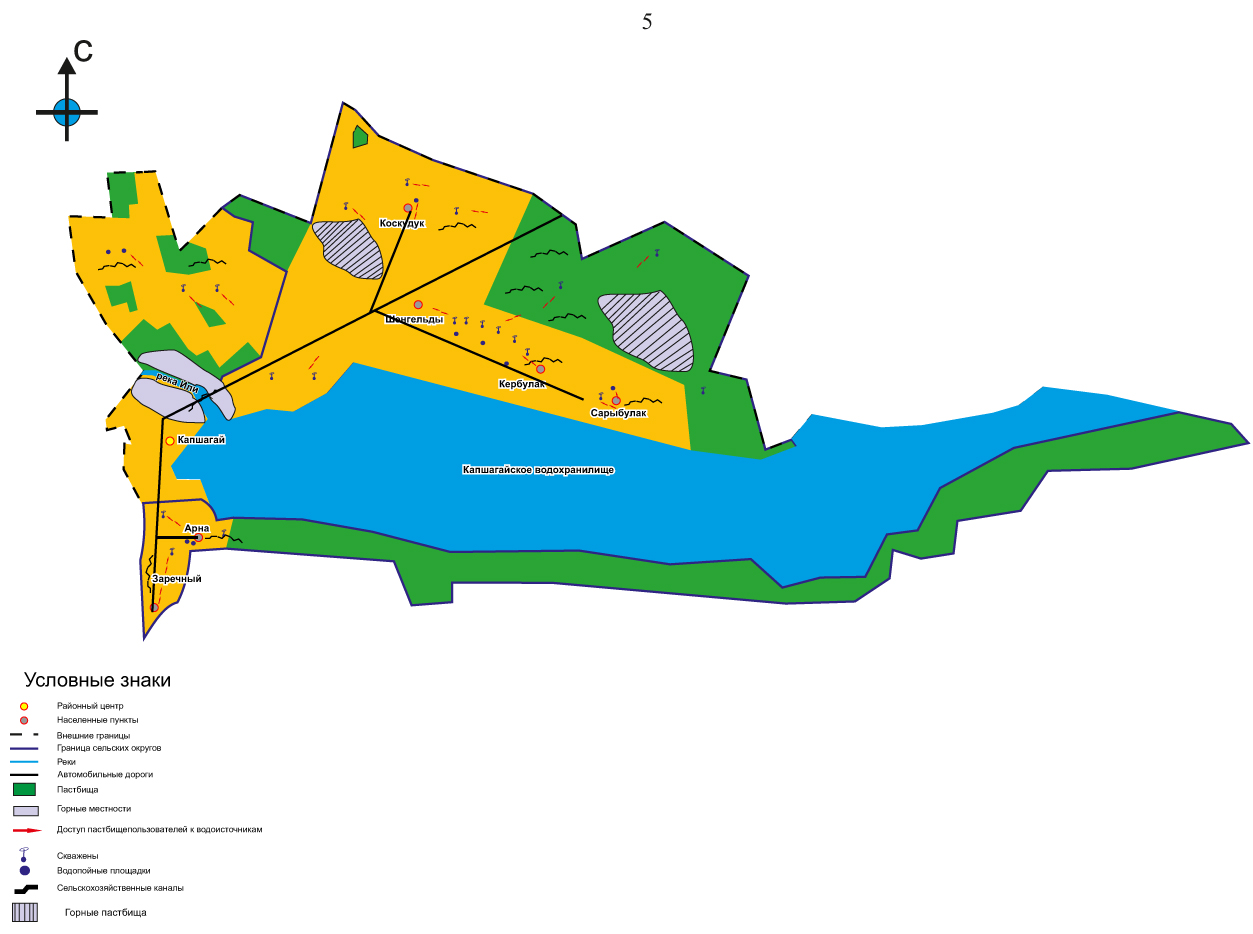 5
С
Коскудук
Шенгельды
река Или
Кербулак
Сарыбулак
Капшагай
Капшагайское водохранилище
Арна
Заречный
Условные знаки
Районный центр
Населенные пункты
Внешние границы
Граница сельских округов
Реки
Автомобильные дороги
Пастбища
Горные местности
Доступ пастбищепользователей к водоисточникам
Скважены
Водопойные площадки
Сельскохозяйственные каналы
Горные пастбища